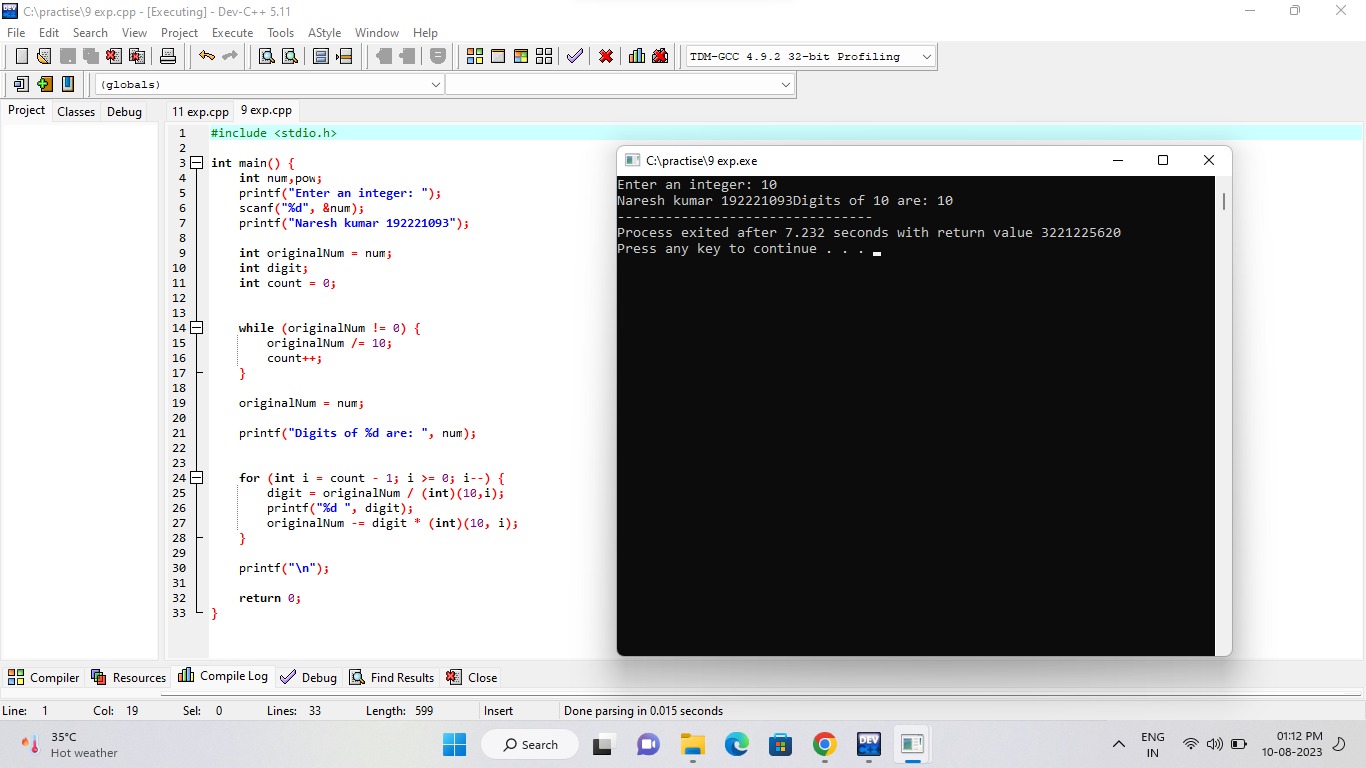 C:\practise\9 exp.cpp - [Executing] - Dev-C++ 5.11
File Edit Search View Project Execute Tools AStyle Window Help
TDM-GCC 4.9.2 32-bit Profiling
(globals)
Project Classes Debug 11 exp.cpp 9 exp.cpp
1 #include <stdio.h>
2
3 int main() {
4 int num,pow;
5 printf("Enter an integer: ");
6 scanf("%d", &num);
7 printf("Naresh kumar 192221093");
8
9 int originalNum = num;
10 int digit;
11 int count = 0;
12
13
14 while (originalNum != 0) {
15 originalNum /= 10;
16 count++;
17 }
18
19 originalNum = num;
20
21 printf("Digits of %d are: ", num);
22
23
24 for (int i = count - 1; i >= 0; i--) {
25 digit = originalNum / (int)(10,i);
26 printf("%d ", digit);
27 originalNum -= digit * (int)(10, i);
28 }
29
30 printf("\n");
31
32 return 0;
33 }
C:\practise\9 exp.exe
Enter an integer: 10
Naresh kumar 192221093Digits of 10 are: 10
--------------------------------
Process exited after 7.232 seconds with return value 3221225620
Press any key to continue . . .
Compiler Resources Compile Log Debug Find Results Close
Line: 1 Col: 19 Sel: 0 Lines: 33 Length: 599 Insert Done parsing in 0.015 seconds
35°C
Hot weather
Search
DEV
ENG
IN
01:12 PM
10-08-2023